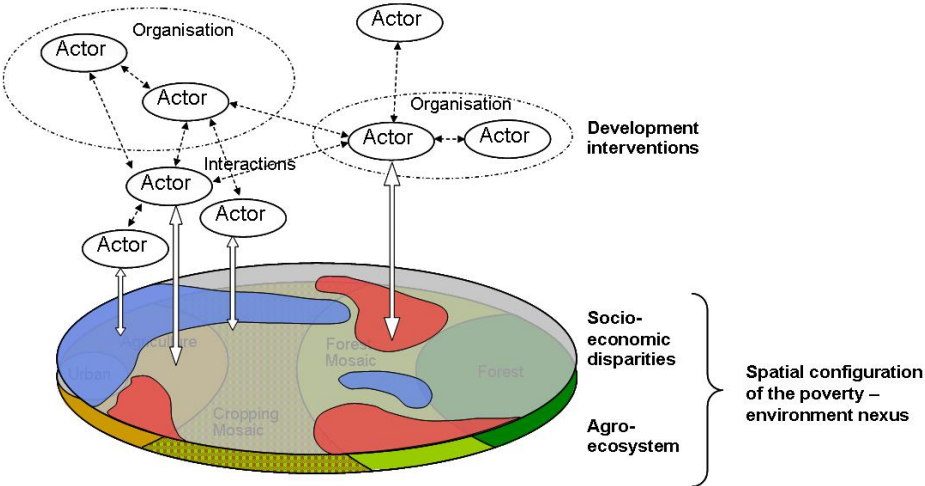 Actor
Organisation
Actor
Actor
Organisation
Actor
Actor
Development
interventions
Interactions
Actor
Actor
Actor
Socio-
economic
disparities
Agriculture
Forest
Mosaic
Urban
Forest
Spatial configuration
of the poverty –
environment nexus
Cropping
Mosaic
Agro-
ecosystem